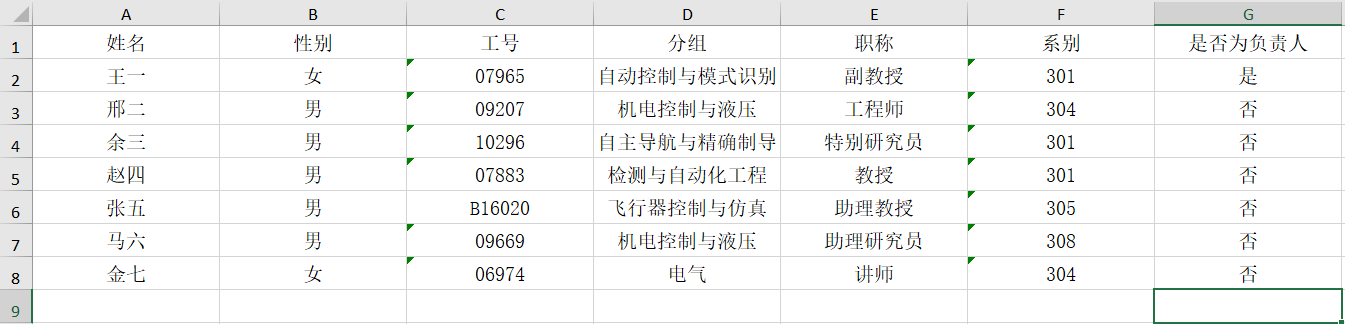 A B C D E F G
1 姓名 性别 工号 分组 职称 系别 是否为负责人
2 王一 女 07965 自动控制与模式识别 副教授 301 是
3 邢二 男 09207 机电控制与液压 工程师 304 否
4 余三 男 10296 自主导航与精确制导 特别研究员 301 否
5 赵四 男 07883 检测与自动化工程 教授 301 否
6 张五 男 B16020 飞行器控制与仿真 助理教授 305 否
7 马六 男 09669 机电控制与液压 助理研究员 308 否
8 金七 女 06974 电气 讲师 304 否
9